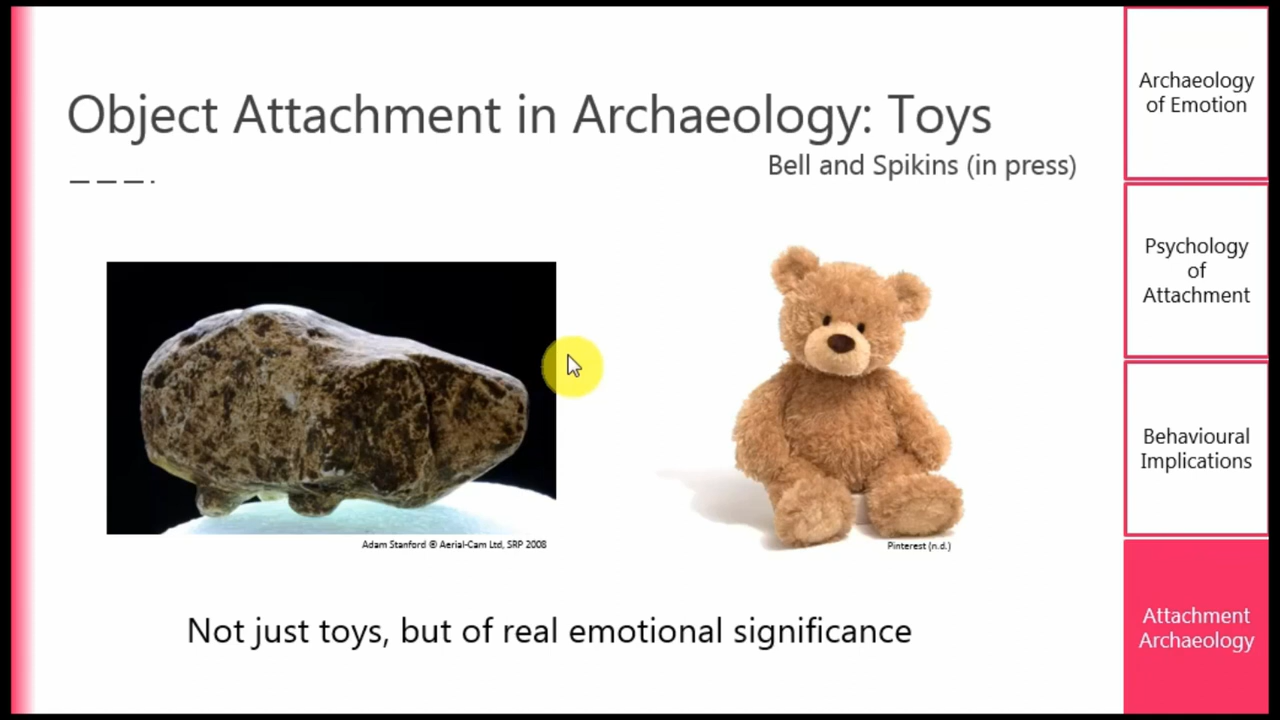 Object Attachment in Archaeology: Toys
Bell and Spikins (in press)
Adam Stanford © Aerial-Cam Ltd, SRP 2008
Pinterest (n.d.)
Not just toys, but of real emotional significance
Archaeology
of Emotion
Psychology
of
Attachment
Behavioural
Implications
Attachment
Archaeology